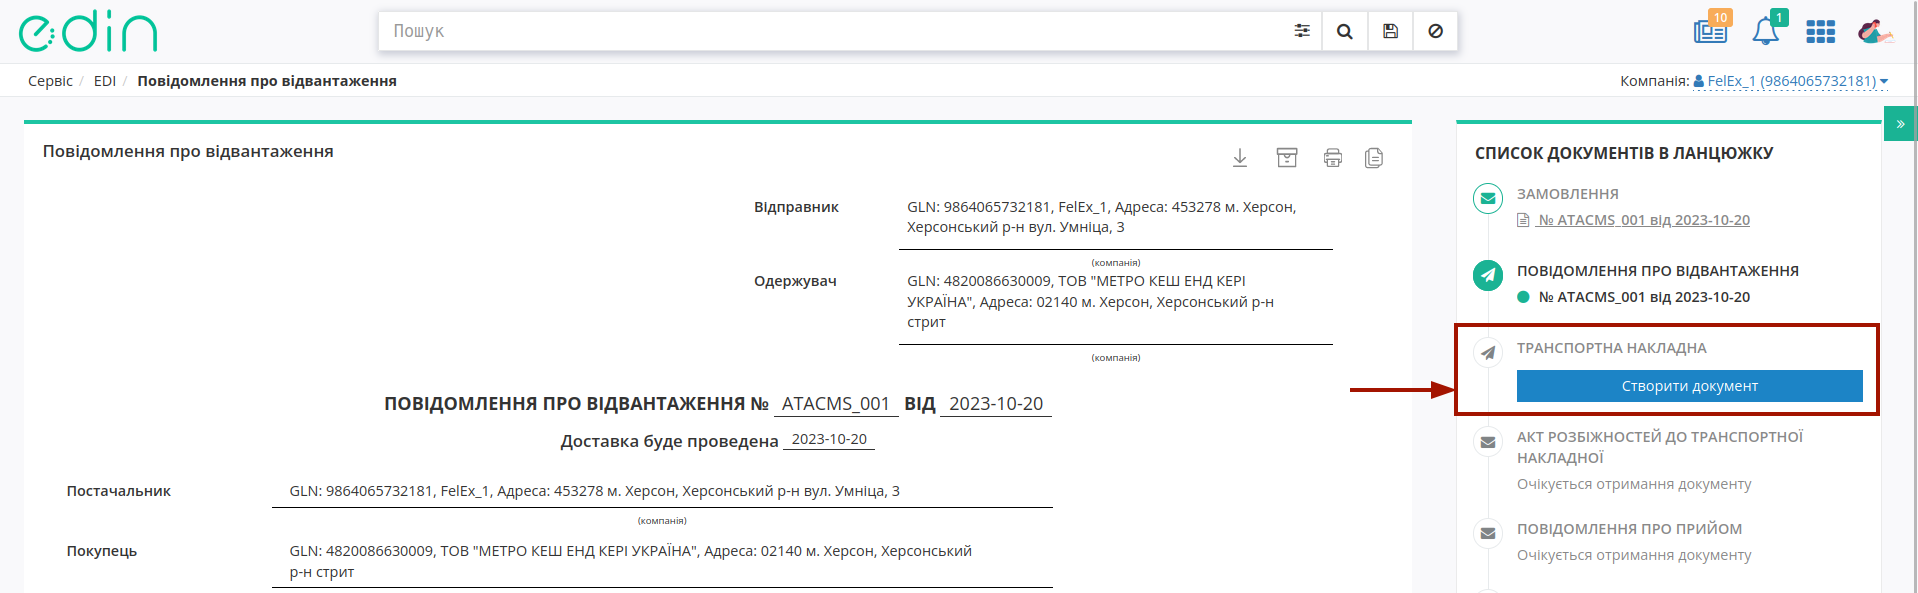 edin
Пошук
10
1
Сервіс / EDI / Повідомлення про відвантаження
Компанія: FelEx_1 (9864065732181)
»
Повідомлення про відвантаження
Відправник
GLN: 9864065732181, FelEx_1, Адреса: 453278 м. Херсон,
Херсонський р-н вул. Умніца, 3
(компанія)
Одержувач
GLN: 4820086630009, ТОВ "МЕТРО КЕШ ЕНД КЕРІ
УКРАЇНА", Адреса: 02140 м. Херсон, Херсонський р-н
стрит
(компанія)
ПОВІДОМЛЕННЯ ПРО ВІДВАНТАЖЕННЯ № ATACMS_001 ВІД 2023-10-20
Доставка буде проведена 2023-10-20
Постачальник
GLN: 9864065732181, FelEx_1, Адреса: 453278 м. Херсон, Херсонський р-н вул. Умніца, 3
(компанія)
Покупець
GLN: 4820086630009, ТОВ "МЕТРО КЕШ ЕНД КЕРІ УКРАЇНА", Адреса: 02140 м. Херсон, Херсонський
р-н стрит
СПИСОК ДОКУМЕНТІВ В ЛАНЦЮЖКУ
ЗАМОВЛЕННЯ
№ ATACMS_001 від 2023-10-20
ПОВІДОМЛЕННЯ ПРО ВІДВАНТАЖЕННЯ
№ ATACMS_001 від 2023-10-20
ТРАНСПОРТНА НАКЛАДНА
Створити документ
АКТ РОЗБІЖНОСТЕЙ ДО ТРАНСПОРТНОЇ
НАКЛАДНОЇ
Очікується отримання документу
ПОВІДОМЛЕННЯ ПРО ПРИЙОМ
Очікується отримання документу